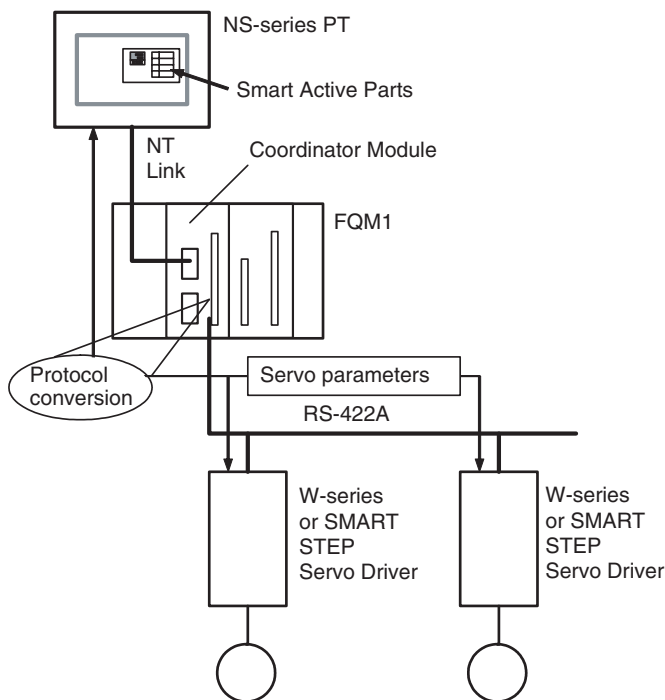 NS-series PT
Smart Active Parts
NT
Link
Coordinator Module
FQM1
Protocol
conversion
Servo parameters
RS-422A
W-series
or SMART
STEP
Servo Driver
W-series
or SMART
STEP
Servo Driver